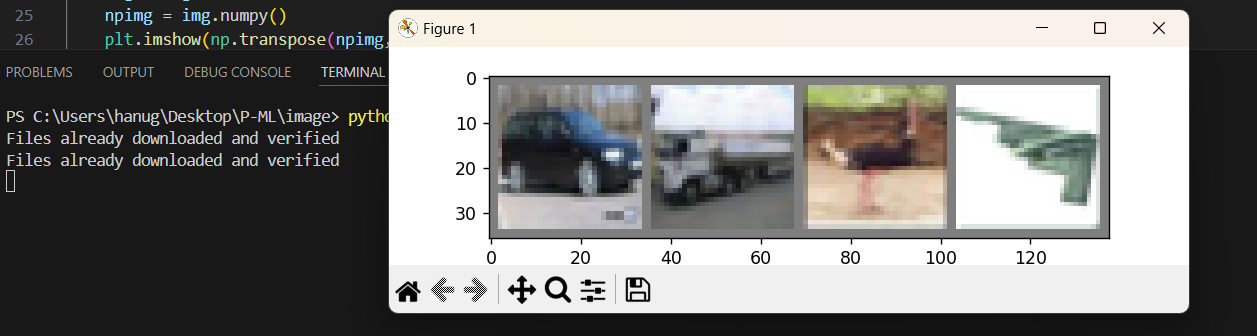 25 npimg = img.numpy()
26 plt.imshow(np.transpose(npimg,
PROBLEMS OUTPUT DEBUG CONSOLE TERMINAL
PS C:\Users\hanug\Desktop\P-ML\image> pytho
Files already downloaded and verified
Files already downloaded and verified
Figure 1
0
10
20
30
0 20 40 60 80 100 120